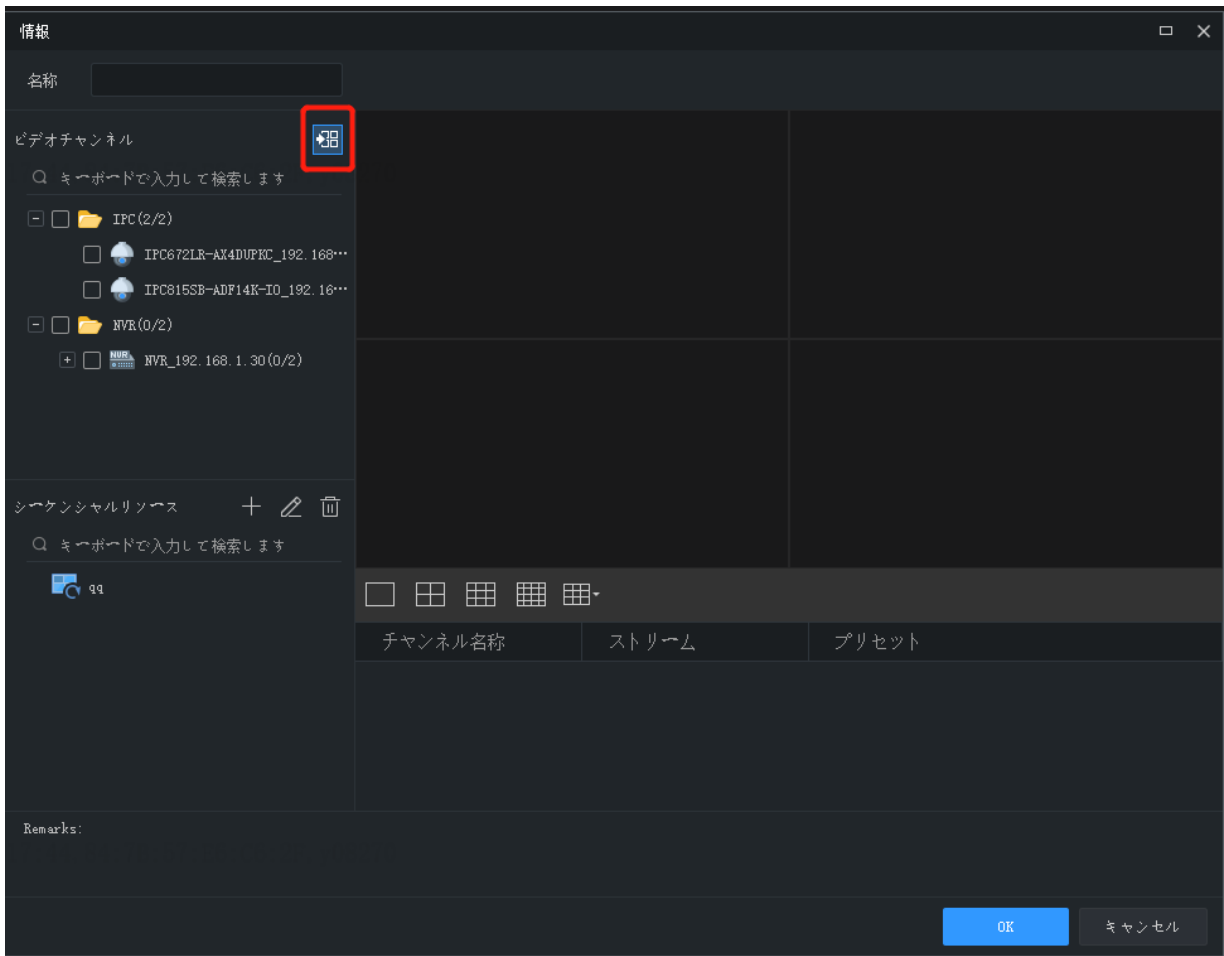 情報
名称
ビデオチャンネル
キーボードで入力して検索します
IPC(2/2)
IPC672LR-AX4DUPKC_192.168…
IPC815SB-ADF14K-I0_192.16…
NVR(0/2)
NVR
NVR_192.168.1.30(0/2)
シーケンシャルリソース
キーボードで入力して検索します
qq
チャンネル名称 ストリーム プリセット
Remarks:
OK キャンセル